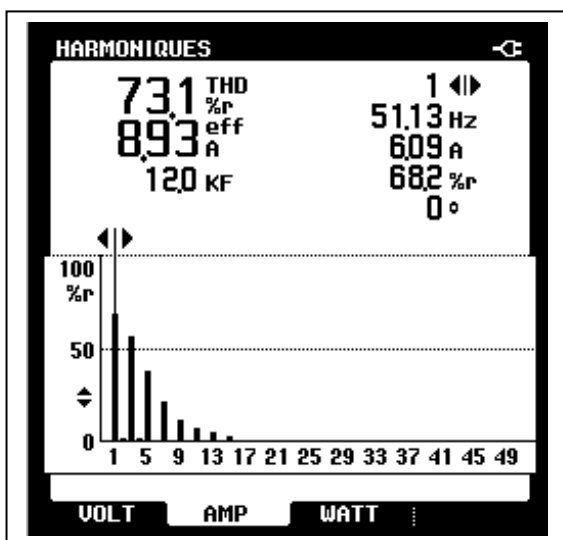 HARMONIQUES
73,1 THD %r
8,93 eff A
12,0 KF
1
51,13 Hz
6,09 A
68,2 %r
0 °
100
%r
50
0
1 5 9 13 17 21 25 29 33 37 41 45 49
VOLT AMP WATT